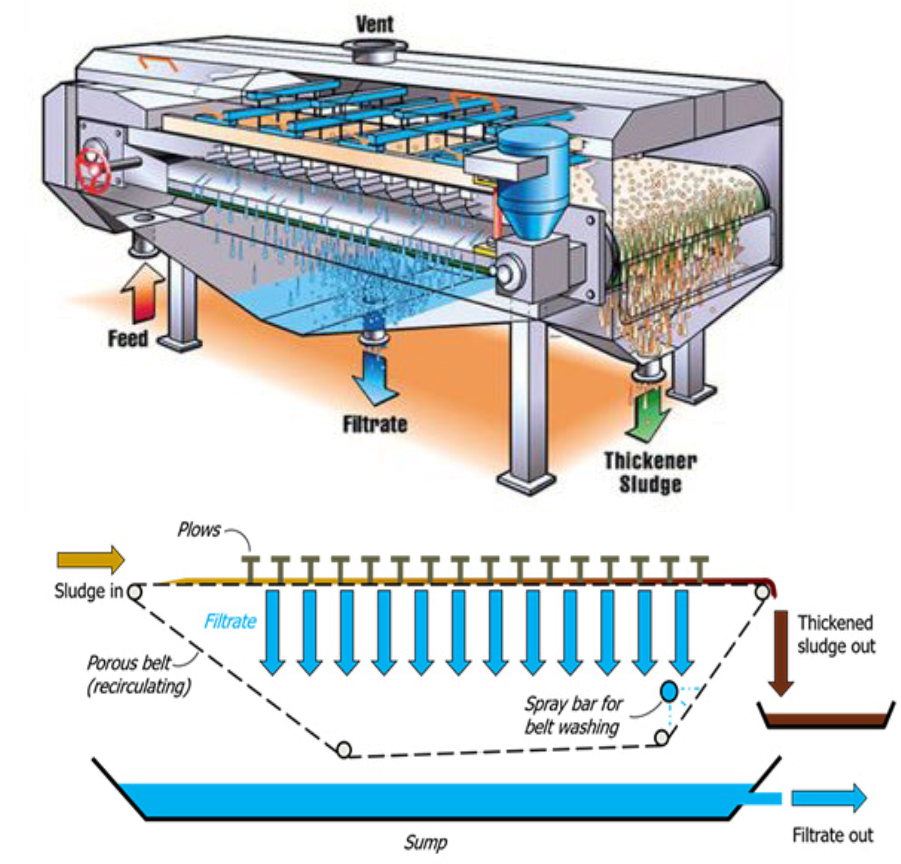 Vent
Feed
Filtrate
Thickener
Sludge
Plows
Sludge in
Filtrate
Thickened
sludge out
Porous belt
(recirculating)
Spray bar for
belt washing
Filtrate out
Sump